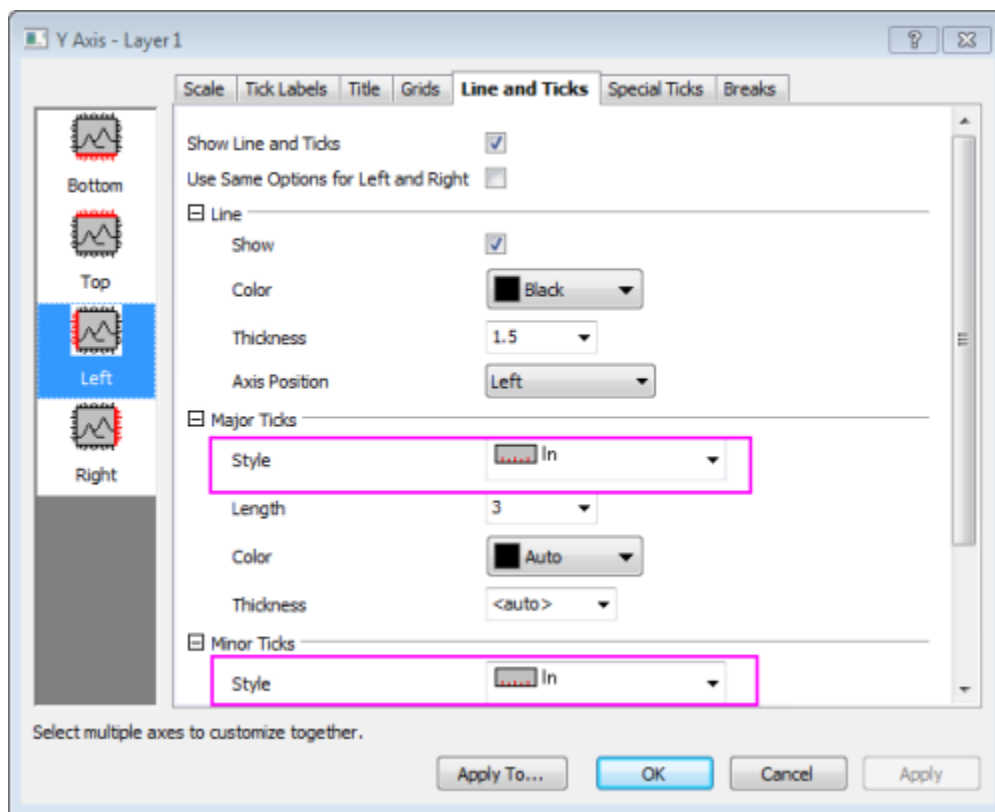 Y Axis - Layer 1
Scale Tick Labels Title Grids Line and Ticks Special Ticks Breaks
Bottom
Top
Left
Right
Show Line and Ticks
Use Same Options for Left and Right
Line
Show
Color Black
Thickness 1.5
Axis Position Left
Major Ticks
Style In
Length 3
Color Auto
Thickness <auto>
Minor Ticks
Style In
Select multiple axes to customize together.
Apply To... OK Cancel Apply